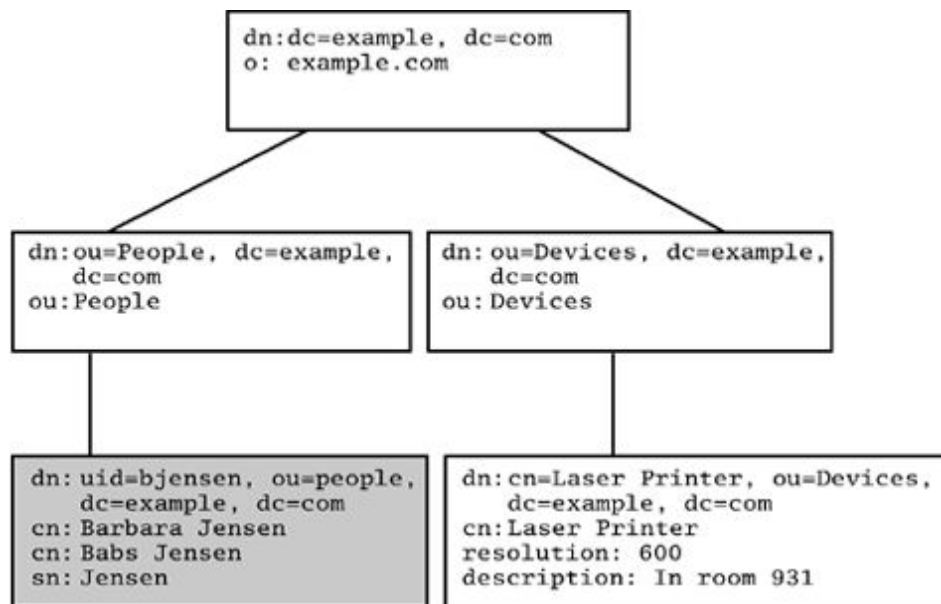 dn:dc=example, dc=com
o: example.com
dn:ou=People, dc=example,
dc=com
ou:People
dn:ou=Devices, dc=example,
dc=com
ou:Devices
dn:uid=bjensen, ou=people,
dc=example, dc=com
cn:Barbara Jensen
cn:Babs Jensen
sn:Jensen
dn:cn=Laser Printer, ou=Devices,
dc=example, dc=com
cn:Laser Printer
resolution: 600
description: In room 931